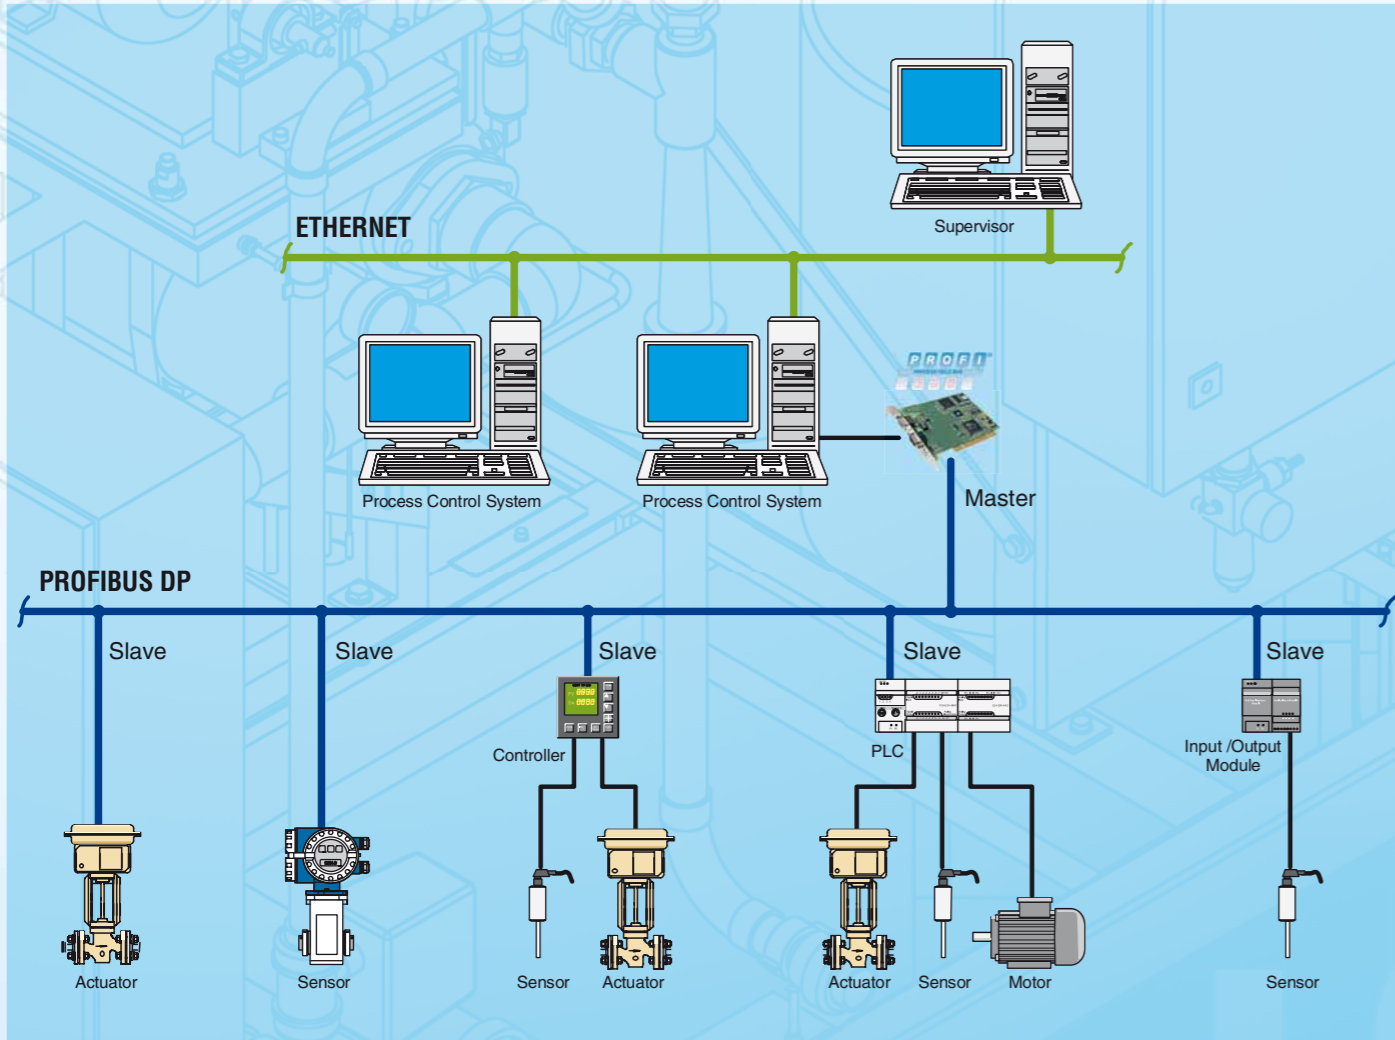 Supervisor
ETHERNET
PROFI
Process Control System
Process Control System
Master
PROFIBUS DP
Slave
Slave
Slave
Slave
Slave
Controller
PLC
Input /Output
Module
Actuator
Sensor
Sensor
Actuator
Actuator
Sensor
Motor
Sensor